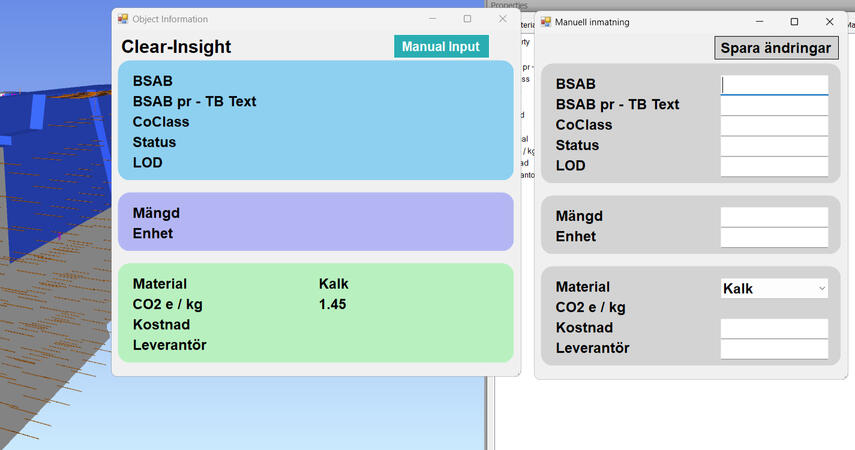 Properties
Object Information
Clear-Insight
Manual Input
BSAB
BSAB pr - TB Text
CoClass
Status
LOD
Mängd
Enhet
Material Kalk
CO2 e / kg 1.45
Kostnad
Leverantör
Manuell inmatning
Spara ändringar
BSAB
BSAB pr - TB Text
CoClass
Status
LOD
Mängd
Enhet
Material Kalk
CO2 e / kg
Kostnad
Leverantör